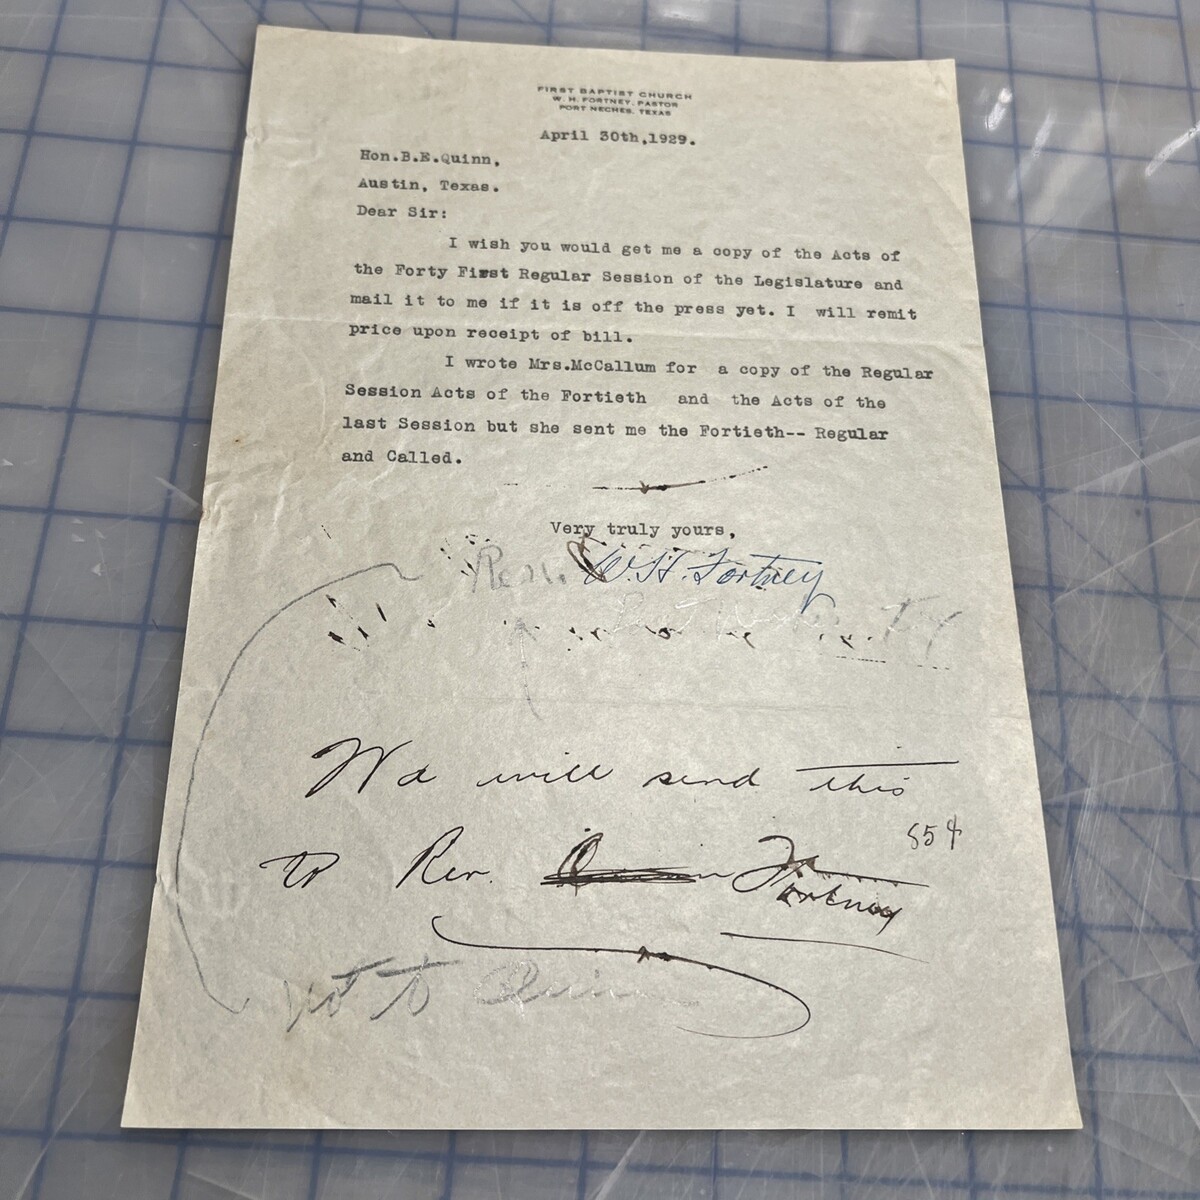 FIRST BAPTIST CHURCH
W. H. FORTNEY, PASTOR
PORT NECHES, TEXAS
April 30th,1929.
Hon.B.E.Quinn,
Austin, Texas.
Dear Sir:
I wish you would get me a copy of the Acts of
the Forty First Regular Session of the Legislature and
mail it to me if it is off the press yet. I will remit
price upon receipt of bill.
I wrote Mrs.McCallum for a copy of the Regular
Session Acts of the Fortieth and the Acts of the
last Session but she sent me the Fortieth-- Regular
and Called.
Very truly yours,
Rev. W. H. Fortney
We will send this
85¢
to Rev. Quinn Fortney
not to Quinn